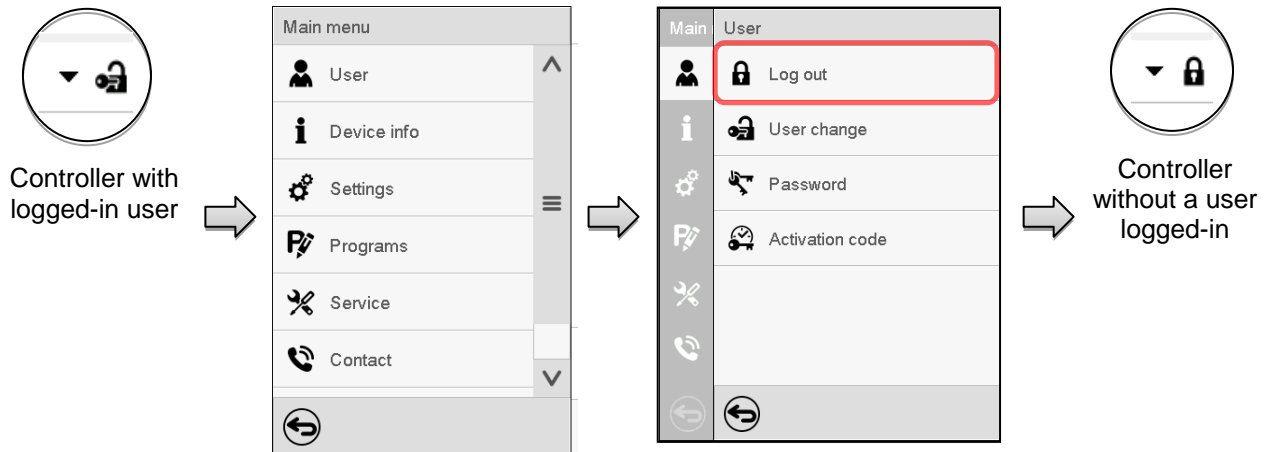 Controller with
logged-in user
Main menu
User
Device info
Settings
Programs
Service
Contact
Main
User
Log out
User change
Password
Activation code
Controller
without a user
logged-in